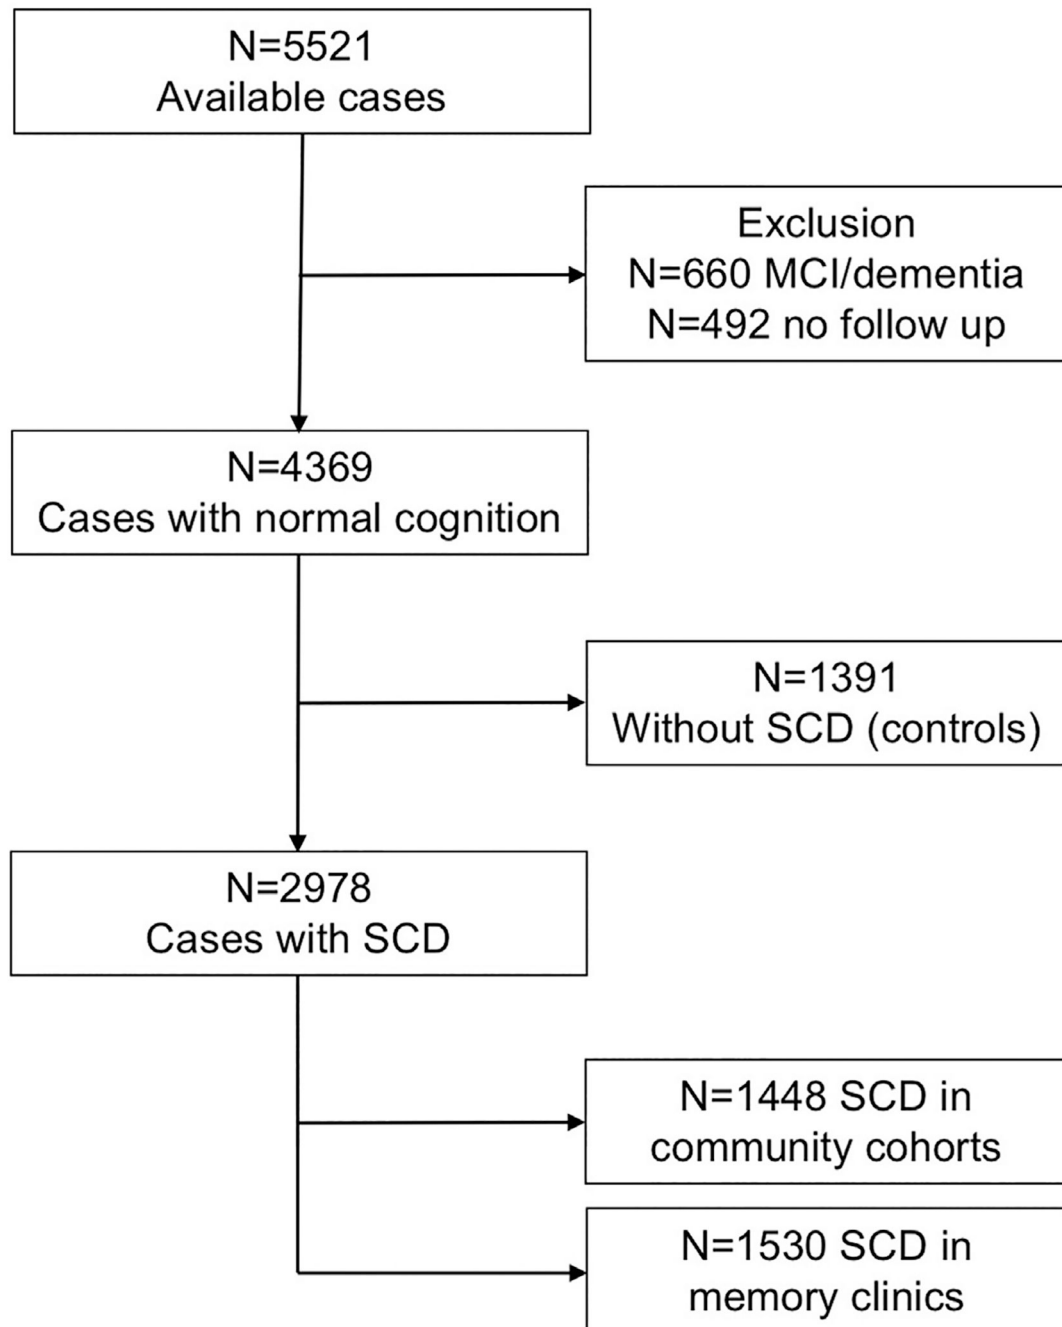 N=5521
Available cases
Exclusion
N=660 MCI/dementia
N=492 no follow up
N=4369
Cases with normal cognition
N=1391
Without SCD (controls)
N=2978
Cases with SCD
N=1448 SCD in
community cohorts
N=1530 SCD in
memory clinics